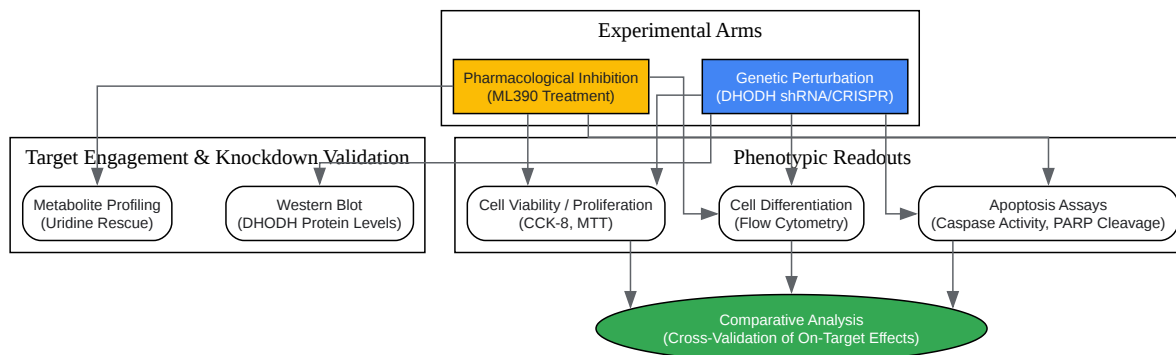 Experimental Arms
Pharmacological Inhibition
(ML390 Treatment)
Genetic Perturbation
(DHODH shRNA/CRISPR)
Target Engagement & Knockdown Validation
Metabolite Profiling
(Uridine Rescue)
Western Blot
(DHODH Protein Levels)
Phenotypic Readouts
Cell Viability / Proliferation
(CCK-8, MTT)
Cell Differentiation
(Flow Cytometry)
Apoptosis Assays
(Caspase Activity, PARP Cleavage)
Comparative Analysis
(Cross-Validation of On-Target Effects)